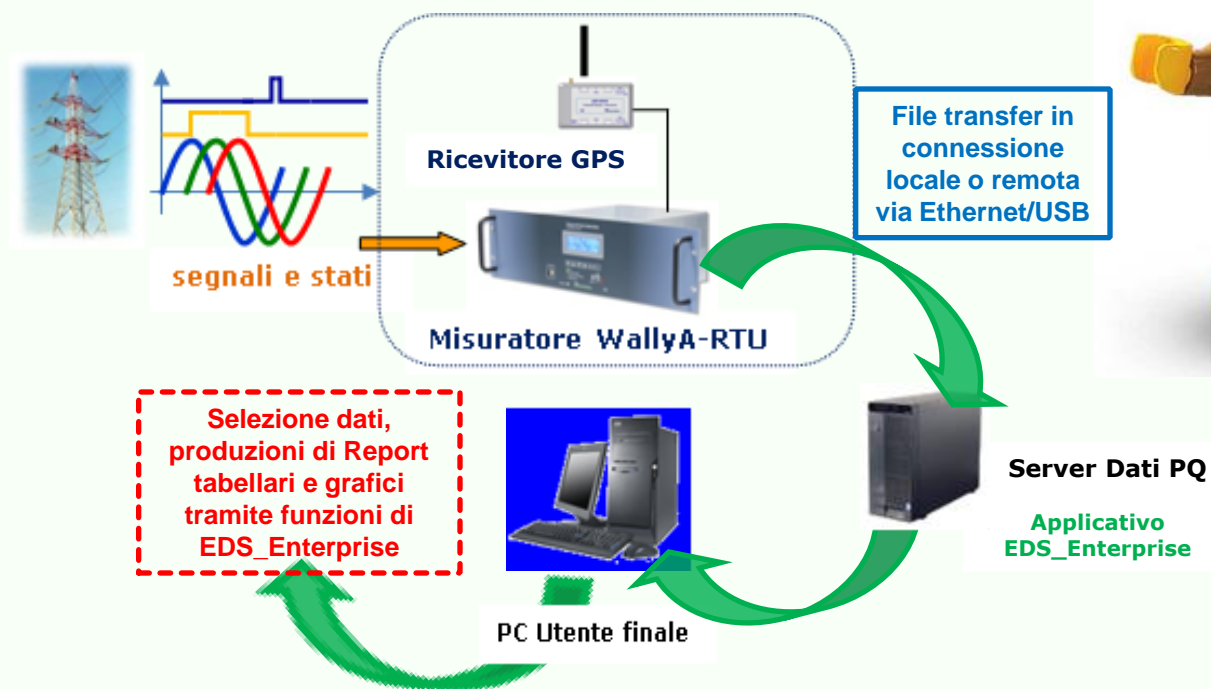 Ricevitore GPS
File transfer in
connessione
locale o remota
via Ethernet/USB
segnali e stati
Misuratore WallyA-RTU
Selezione dati,
produzioni di Report
tabellari e grafici
tramite funzioni di
EDS_Enterprise
Server Dati PQ
Applicativo
EDS_Enterprise
PC Utente finale